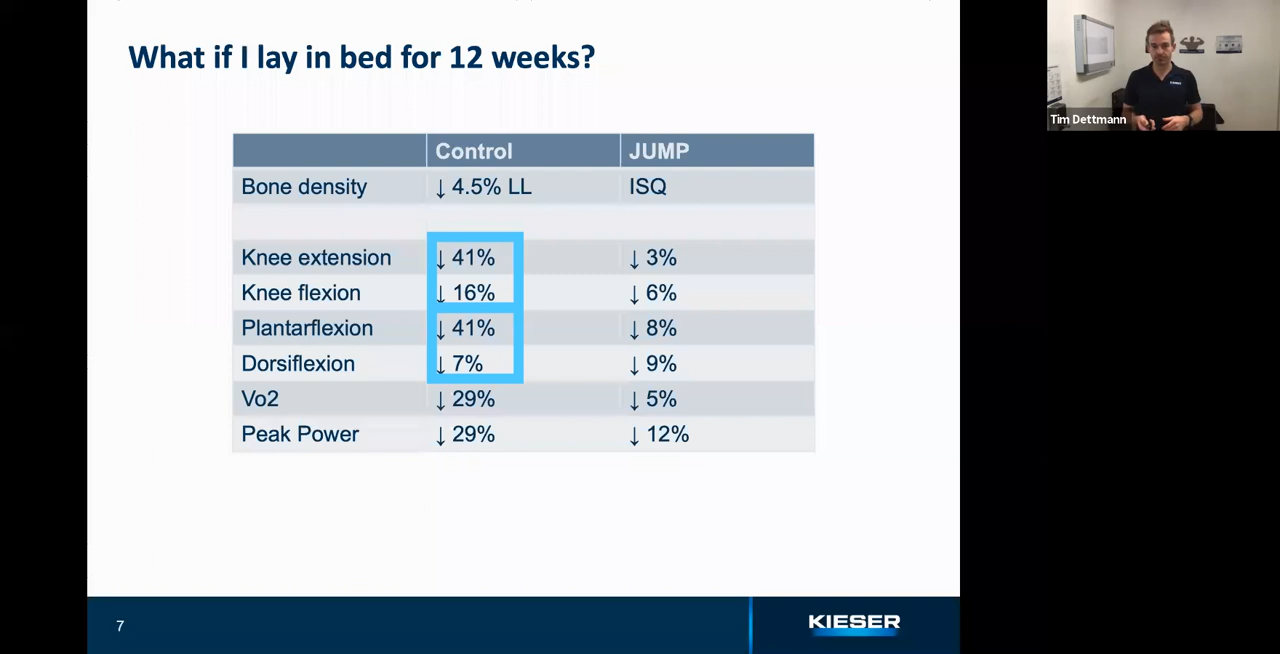 What if I lay in bed for 12 weeks?
Control JUMP
Bone density ↓ 4.5% LL ISQ
Knee extension ↓ 41% ↓ 3%
Knee flexion ↓ 16% ↓ 6%
Plantarflexion ↓ 41% ↓ 8%
Dorsiflexion ↓ 7% ↓ 9%
Vo2 ↓ 29% ↓ 5%
Peak Power ↓ 29% ↓ 12%
7
KIESER
Tim Dettmann